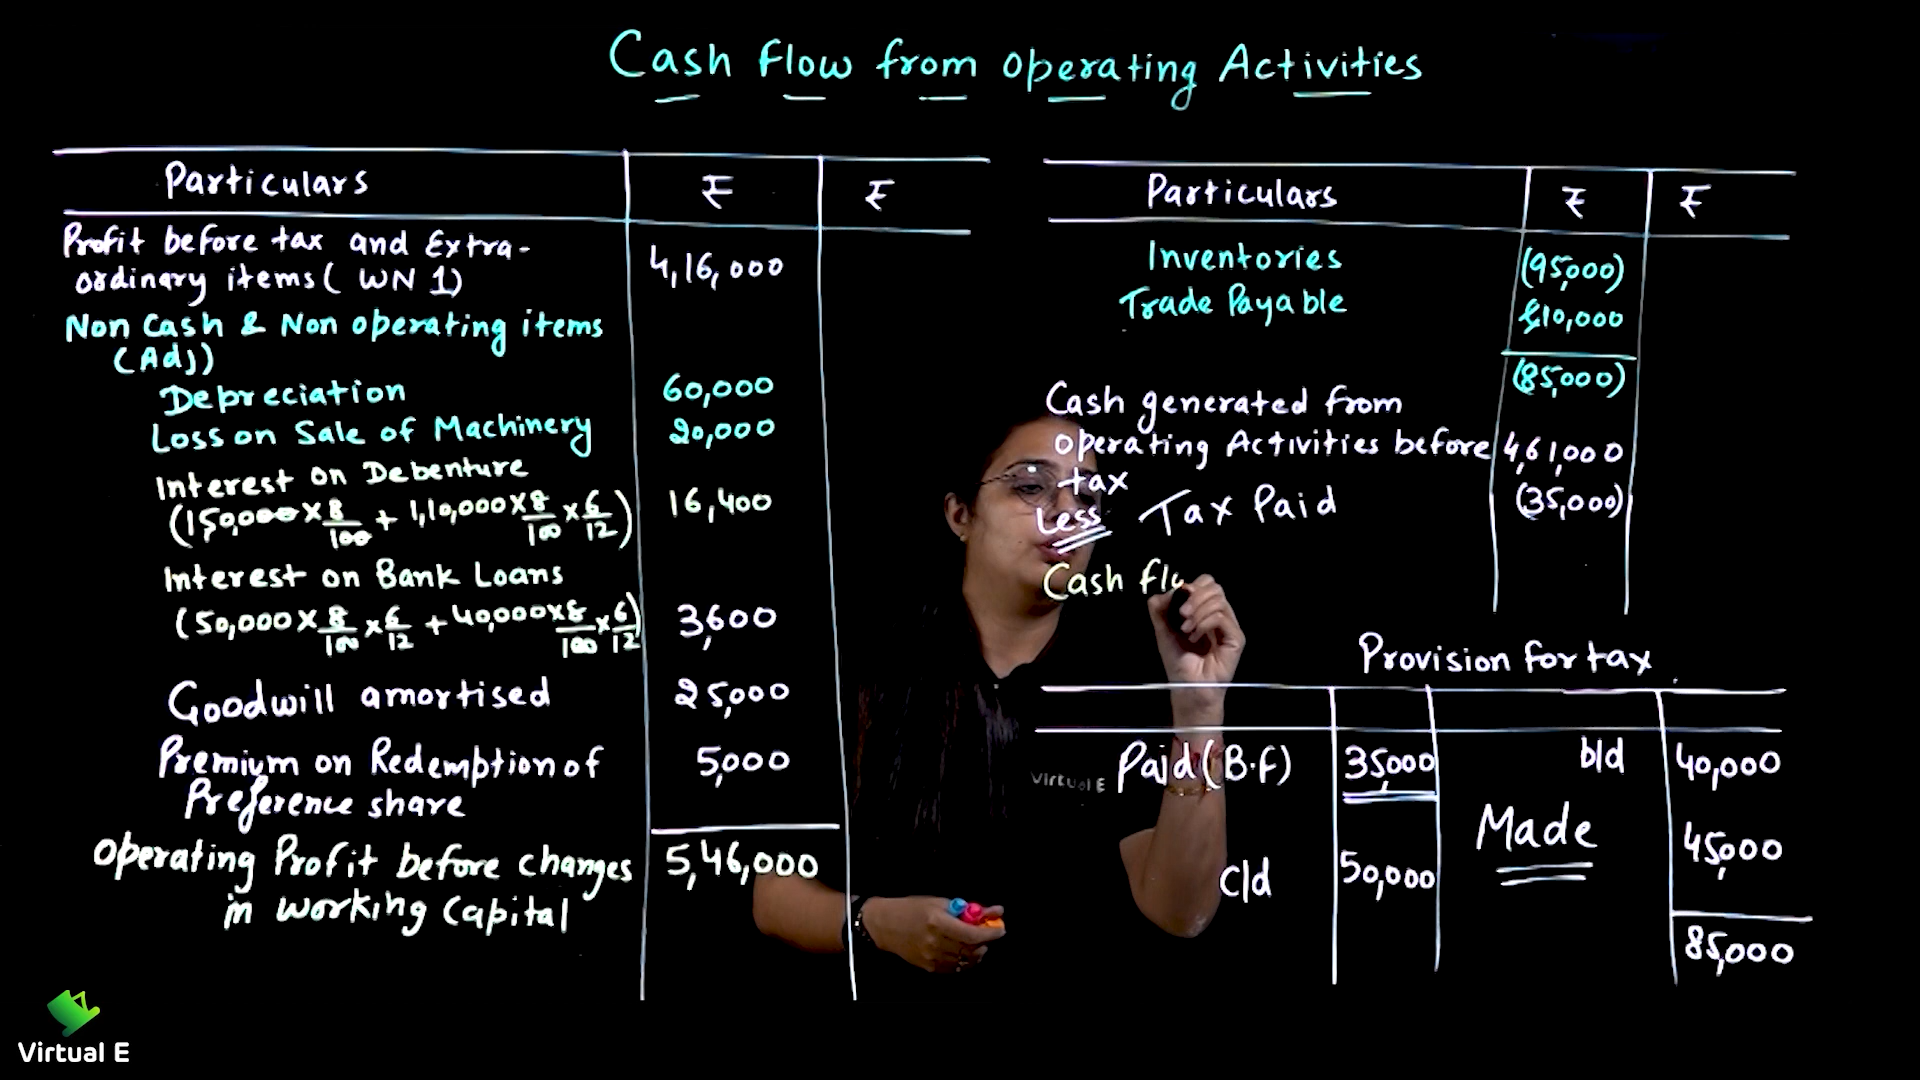 Cash Flow from Operating Activities
Particulars ₹ ₹
Profit before tax and Extra-
ordinary items ( WN 1) 4,16,000
Non Cash & Non operating items
(Adj)
Depreciation 60,000
Loss on Sale of Machinery 20,000
Interest on Debenture
(150,000 × 8/100 + 1,10,000 × 8/100 × 6/12) 16,400
Interest on Bank Loans
(50,000 × 8/100 × 6/12 + 40,000 × 8/100 × 6/12) 3,600
Goodwill amortised 25,000
Premium on Redemption of
Preference share 5,000
Operating Profit before changes
in Working Capital 5,46,000
Particulars ₹ ₹
Inventories (95,000)
Trade Payable 10,000
(85,000)
Cash generated from
Operating Activities before 4,61,000
tax
Less Tax Paid (35,000)
Cash flo
Provision for tax
Paid (B.F) 35,000 b/d 40,000
Made 45,000
c/d 50,000
85,000
Virtual E
Virtual E